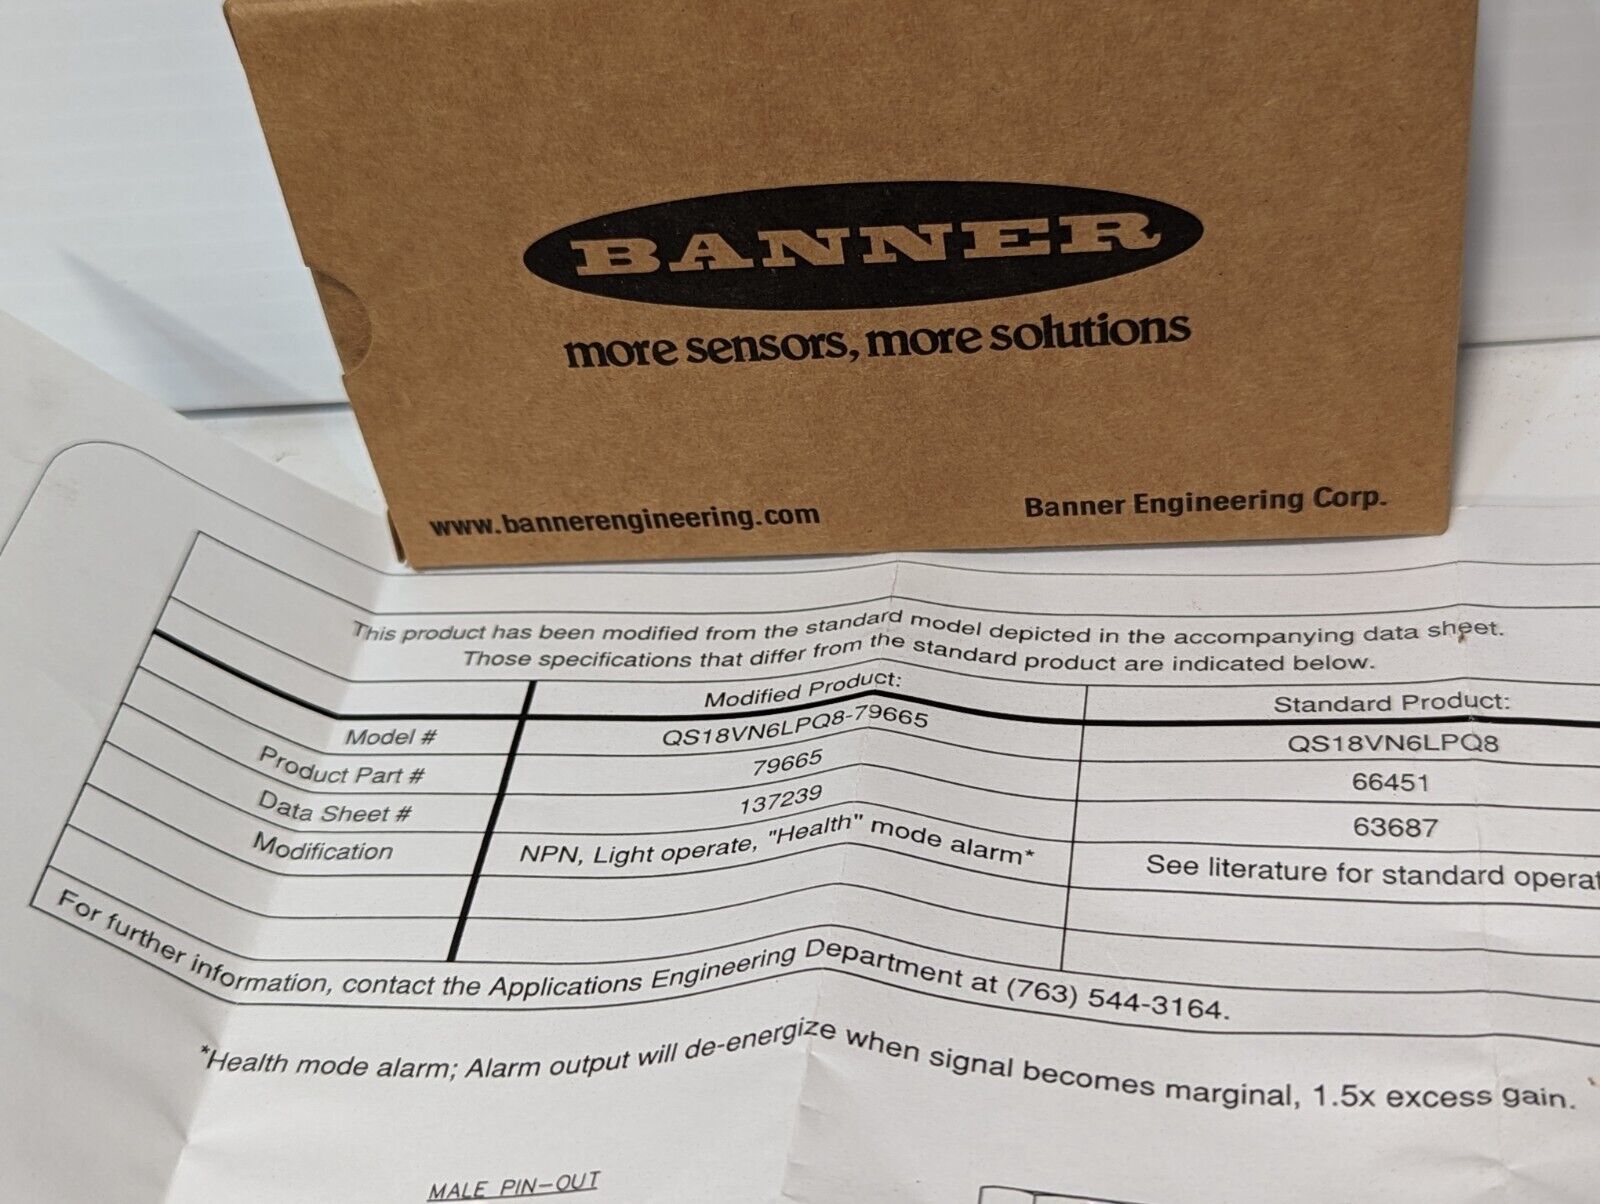 BANNER
more sensors, more solutions
www.bannerengineering.com Banner Engineering Corp.
This product has been modified from the standard model depicted in the accompanying data sheet.
Those specifications that differ from the standard product are indicated below.
Modified Product: Standard Product:
Model # QS18VN6LPQ8-79665 QS18VN6LPQ8
Product Part # 79665 66451
Data Sheet # 137239 63687
Modification NPN, Light operate, "Health" mode alarm* See literature for standard operat
For further information, contact the Applications Engineering Department at (763) 544-3164.
*Health mode alarm; Alarm output will de-energize when signal becomes marginal, 1.5x excess gain.
MALE PIN-OUT